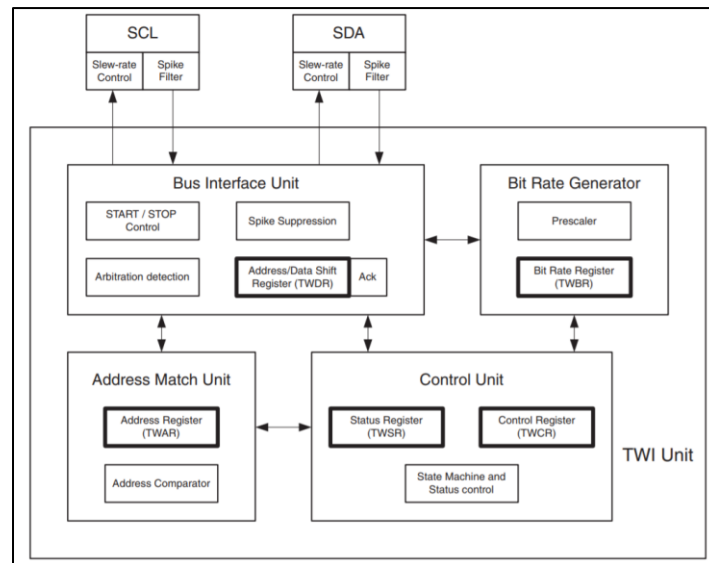 SCL
Slew-rate
Control
Spike
Filter
SDA
Slew-rate
Control
Spike
Filter
Bus Interface Unit
START / STOP
Control
Spike Suppression
Arbitration detection
Address/Data Shift
Register (TWDR)
Ack
Bit Rate Generator
Prescaler
Bit Rate Register
(TWBR)
Address Match Unit
Address Register
(TWAR)
Address Comparator
Control Unit
Status Register
(TWSR)
Control Register
(TWCR)
State Machine and
Status control
TWI Unit